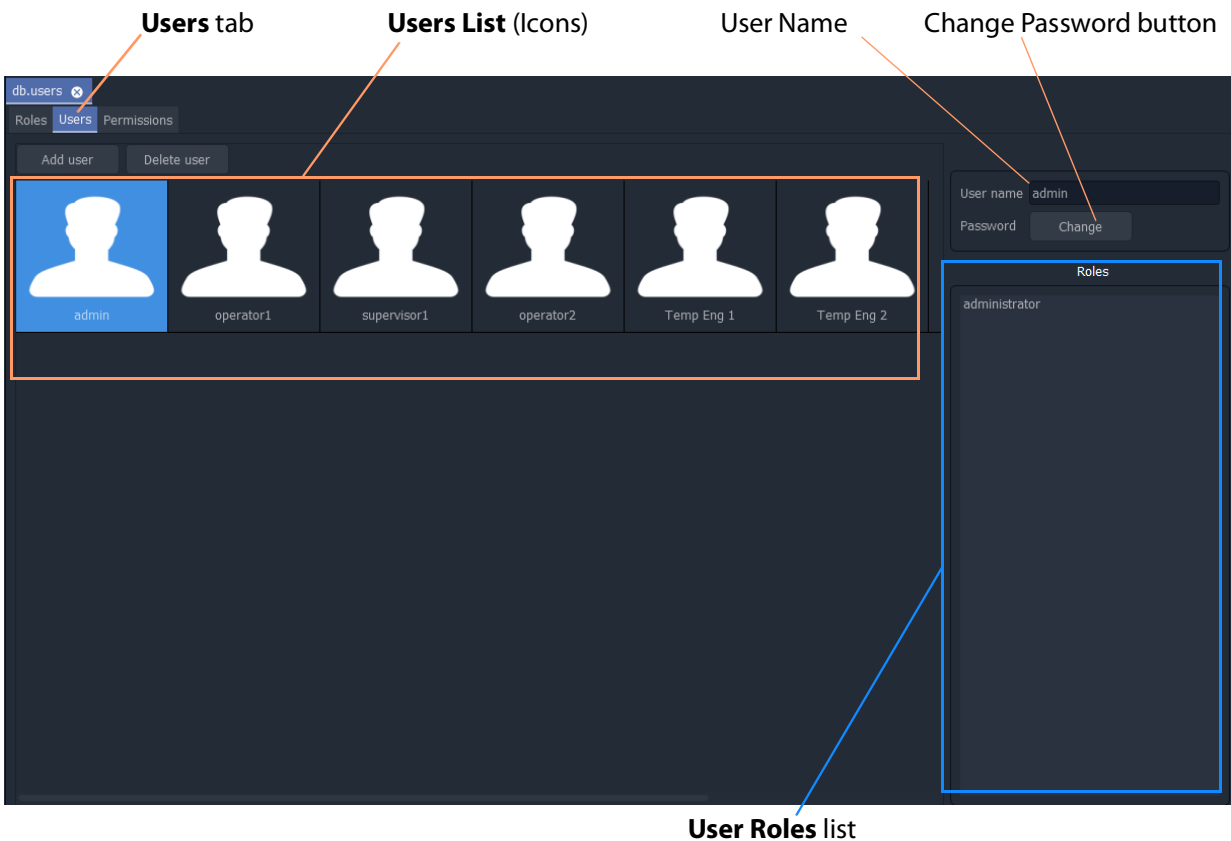 Users tab
Users List (Icons)
User Name
Change Password button
db.users
Roles Users Permissions
Add user Delete user
User name admin
Password Change
Roles
administrator
admin
operator1
supervisor1
operator2
Temp Eng 1
Temp Eng 2
User Roles list